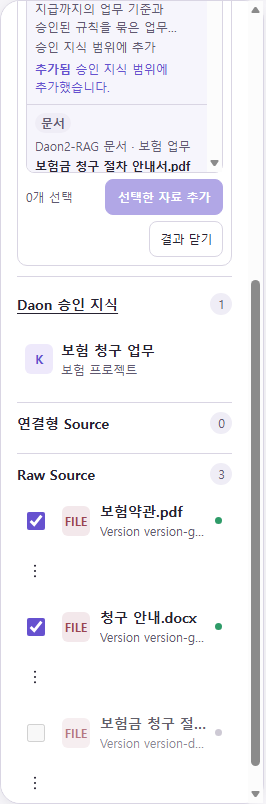 지금까지의 업무 기준과
승인된 규칙을 묶은 업무...
승인 지식 범위에 추가
추가됨 승인 지식 범위에
추가했습니다.
문서
Daon2-RAG 문서 · 보험 업무
보험금 청구 절차 안내서.pdf
0개 선택
선택한 자료 추가
결과 닫기
Daon 승인 지식
1
K
보험 청구 업무
보험 프로젝트
연결형 Source
0
Raw Source
3
FILE
보험약관.pdf
Version version-g...
FILE
청구 안내.docx
Version version-g...
FILE
보험금 청구 절...
Version version-d...